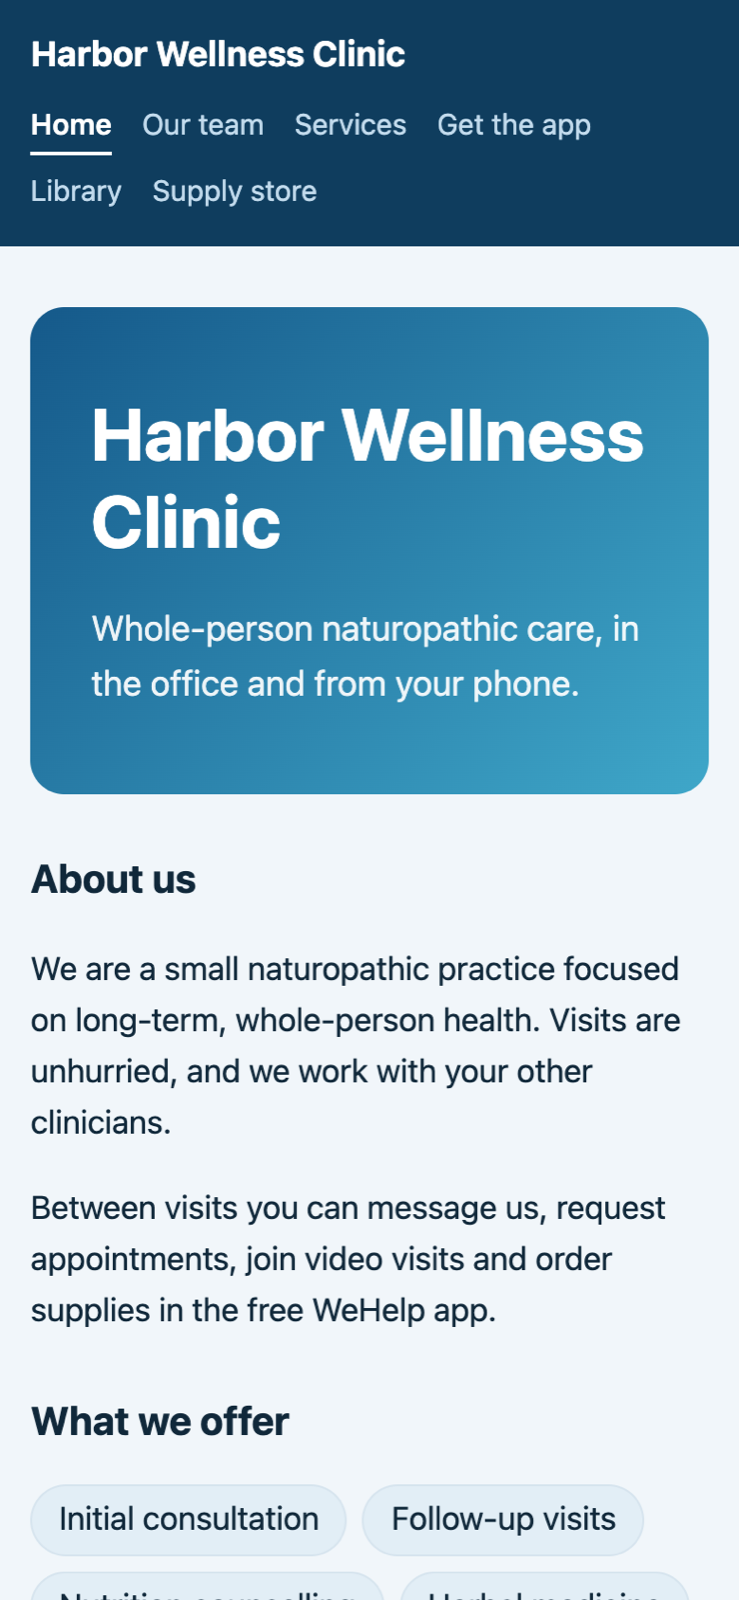 Harbor Wellness Clinic
Home Our team Services Get the app
Library Supply store
Harbor Wellness
Clinic
Whole-person naturopathic care, in
the office and from your phone.
About us
We are a small naturopathic practice focused
on long-term, whole-person health. Visits are
unhurried, and we work with your other
clinicians.
Between visits you can message us, request
appointments, join video visits and order
supplies in the free WeHelp app.
What we offer
Initial consultation Follow-up visits
Nutrition counselling Herbal medicine